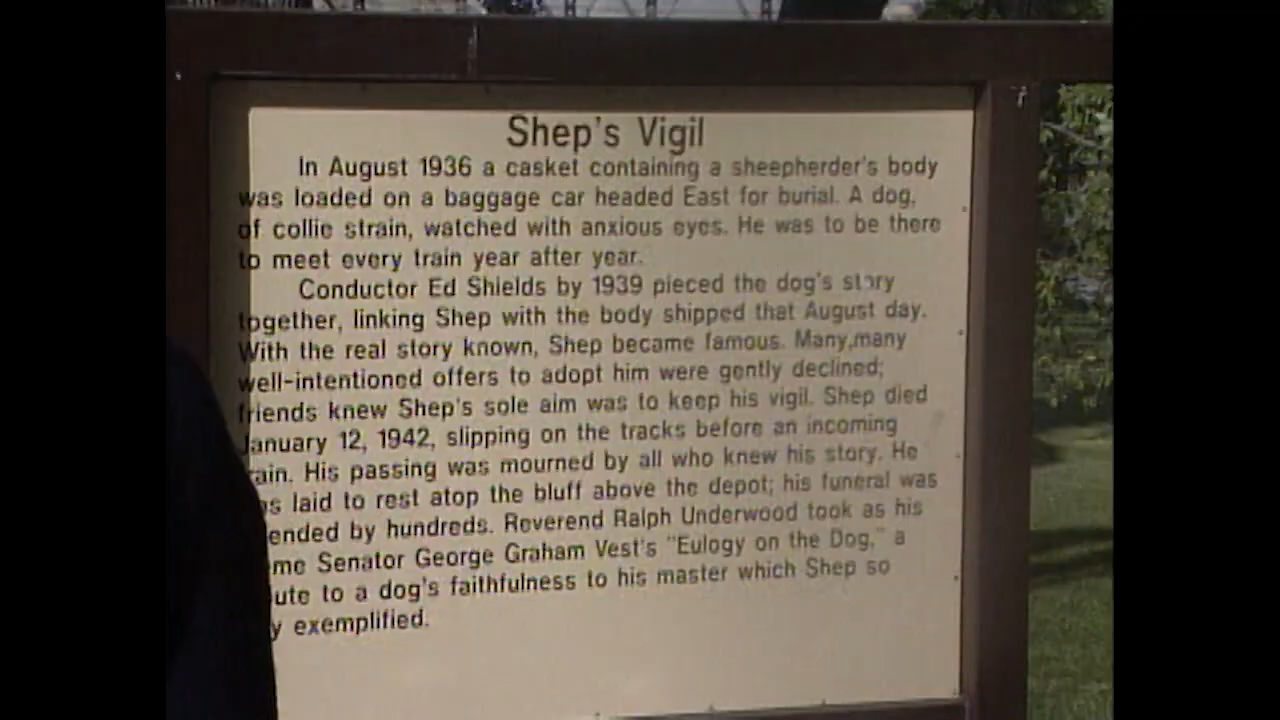 Shep's Vigil
In August 1936 a casket containing a sheepherder's body
was loaded on a baggage car headed East for burial. A dog,
of collie strain, watched with anxious eyes. He was to be there
to meet every train year after year.
Conductor Ed Shields by 1939 pieced the dog's story
together, linking Shep with the body shipped that August day.
With the real story known, Shep became famous. Many,many
well-intentioned offers to adopt him were gently declined;
friends knew Shep's sole aim was to keep his vigil. Shep died
January 12, 1942, slipping on the tracks before an incoming
rain. His passing was mourned by all who knew his story. He
as laid to rest atop the bluff above the depot; his funeral was
ended by hundreds. Reverend Ralph Underwood took as his
me Senator George Graham Vest's "Eulogy on the Dog," a
ute to a dog's faithfulness to his master which Shep so
y exemplified.